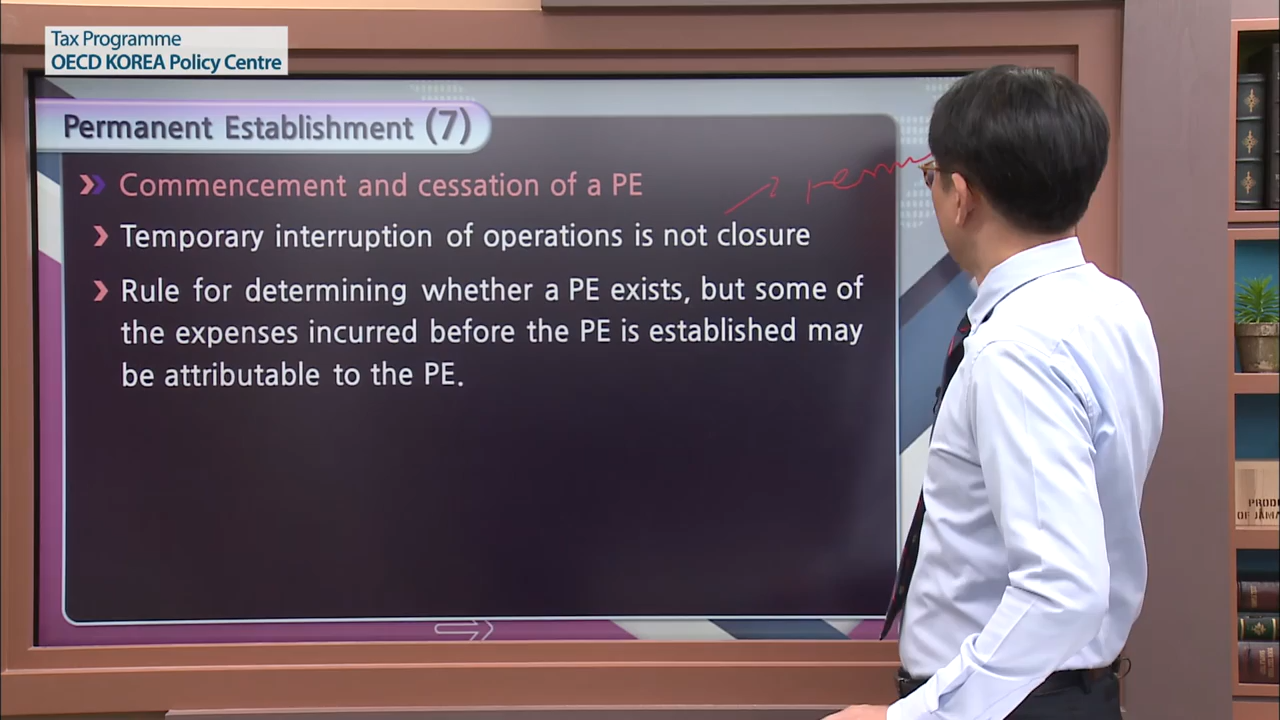 Tax Programme
OECD KOREA Policy Centre
Permanent Establishment (7)
Commencement and cessation of a PE
Temporary interruption of operations is not closure
Rule for determining whether a PE exists, but some of
the expenses incurred before the PE is established may
be attributable to the PE.
OF JAMA